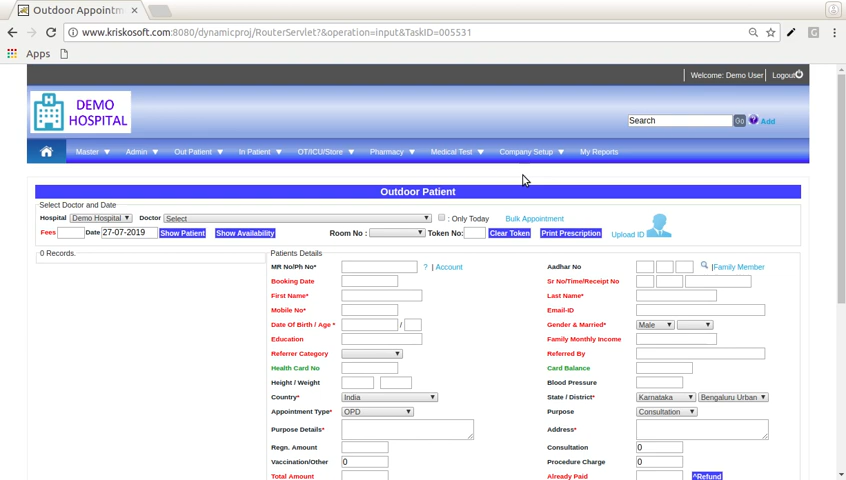 Outdoor Appointm
www.kriskosoft.com:8080/dynamicproj/RouterServlet?&operation=input&TaskID=005531
Apps
Welcome: Demo User Logout
DEMO
HOSPITAL
Search Go ? Add
Master Admin Out Patient In Patient OT/ICU/Store Pharmacy Medical Test Company Setup My Reports
Outdoor Patient
Select Doctor and Date
Hospital Demo Hospital Doctor Select : Only Today Bulk Appointment
Fees Date 27-07-2019 Show Patient Show Availability Room No : Token No: Clear Token Print Prescription Upload ID
0 Records.
Patients Details
MR No/Ph No* ? | Account Aadhar No |Family Member
Booking Date Sr No/Time/Receipt No
First Name* Last Name*
Mobile No* Email-ID
Date Of Birth / Age * / Gender & Married* Male
Education Family Monthly Income
Referrer Category Referred By
Health Card No Card Balance
Height / Weight Blood Pressure
Country* India State / District* Karnataka Bengaluru Urban
Appointment Type* OPD Purpose Consultation
Purpose Details* Address*
Regn. Amount Consultation 0
Vaccination/Other 0 Procedure Charge 0
Total Amount Already Paid ^Refund